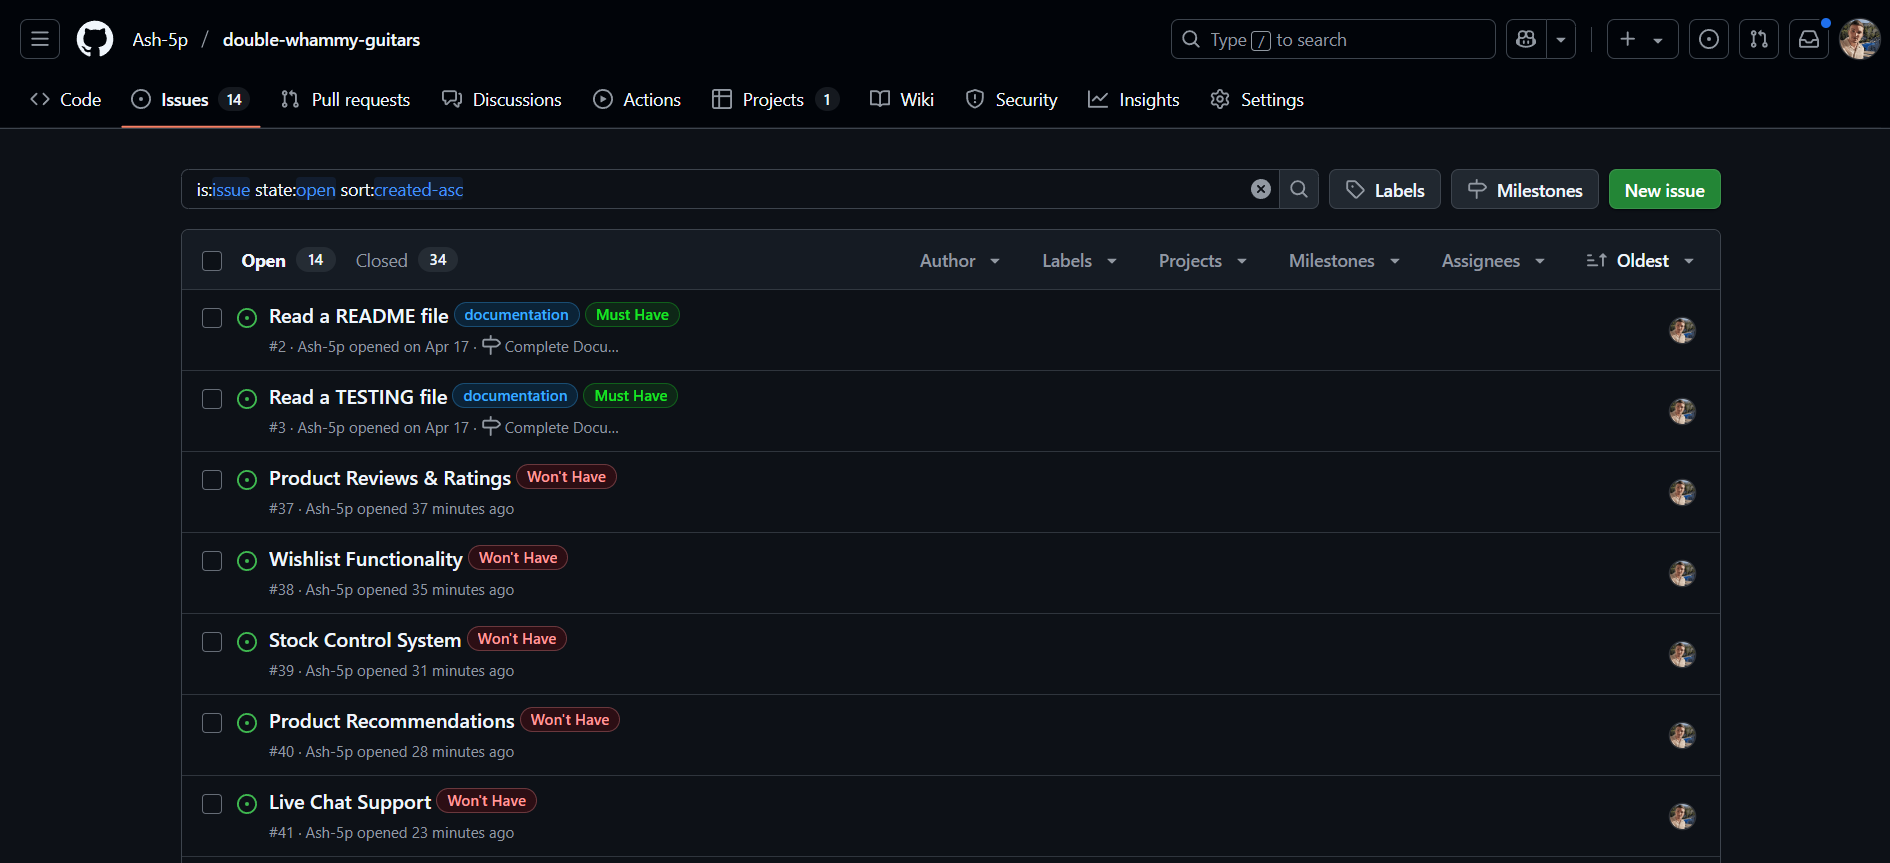 Ash-5p / double-whammy-guitars
Type / to search
Code Issues 14 Pull requests Discussions Actions Projects 1 Wiki Security Insights Settings
is:issue state:open sort:created-asc
Labels Milestones New issue
Open 14 Closed 34 Author Labels Projects Milestones Assignees Oldest
Read a README file documentation Must Have
#2 · Ash-5p opened on Apr 17 · Complete Docu...
Read a TESTING file documentation Must Have
#3 · Ash-5p opened on Apr 17 · Complete Docu...
Product Reviews & Ratings Won't Have
#37 · Ash-5p opened 37 minutes ago
Wishlist Functionality Won't Have
#38 · Ash-5p opened 35 minutes ago
Stock Control System Won't Have
#39 · Ash-5p opened 31 minutes ago
Product Recommendations Won't Have
#40 · Ash-5p opened 28 minutes ago
Live Chat Support Won't Have
#41 · Ash-5p opened 23 minutes ago